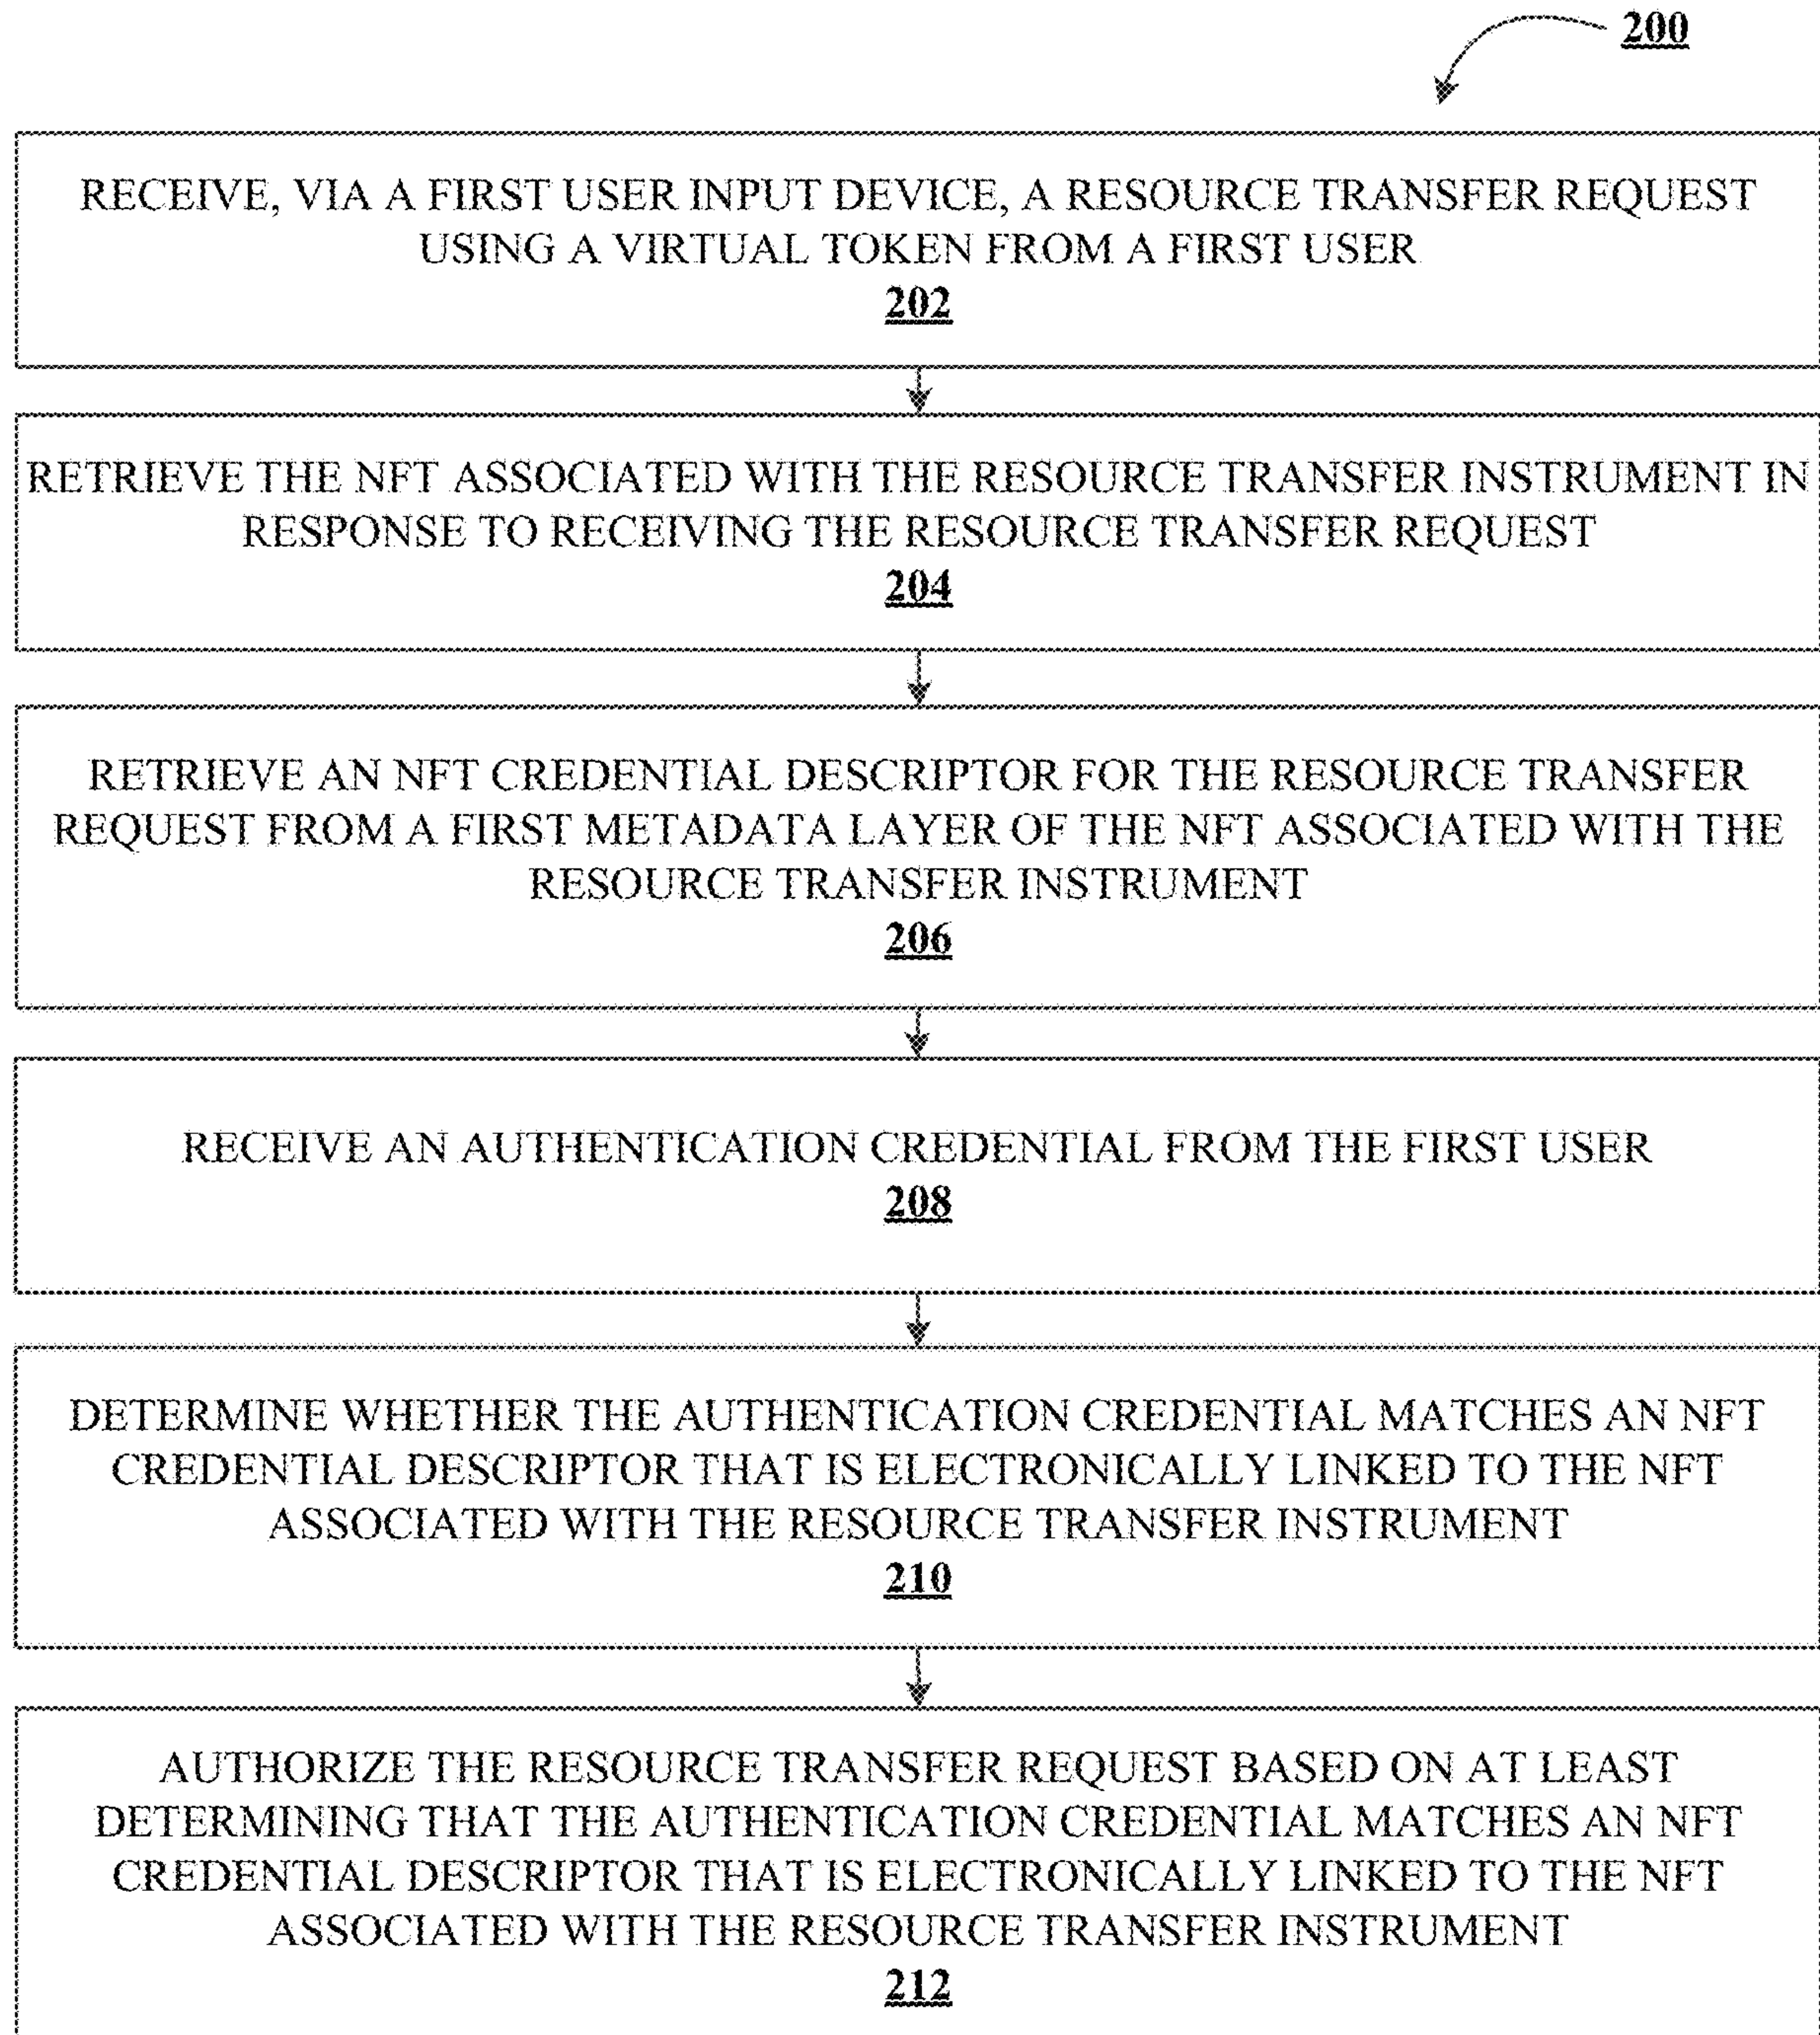 200
RECEIVE, VIA A FIRST USER INPUT DEVICE, A RESOURCE TRANSFER REQUEST
USING A VIRTUAL TOKEN FROM A FIRST USER
202
RETRIEVE THE NFT ASSOCIATED WITH THE RESOURCE TRANSFER INSTRUMENT IN
RESPONSE TO RECEIVING THE RESOURCE TRANSFER REQUEST
204
RETRIEVE AN NFT CREDENTIAL DESCRIPTOR FOR THE RESOURCE TRANSFER
REQUEST FROM A FIRST METADATA LAYER OF THE NFT ASSOCIATED WITH THE
RESOURCE TRANSFER INSTRUMENT
206
RECEIVE AN AUTHENTICATION CREDENTIAL FROM THE FIRST USER
208
DETERMINE WHETHER THE AUTHENTICATION CREDENTIAL MATCHES AN NFT
CREDENTIAL DESCRIPTOR THAT IS ELECTRONICALLY LINKED TO THE NFT
ASSOCIATED WITH THE RESOURCE TRANSFER INSTRUMENT
210
AUTHORIZE THE RESOURCE TRANSFER REQUEST BASED ON AT LEAST
DETERMINING THAT THE AUTHENTICATION CREDENTIAL MATCHES AN NFT
CREDENTIAL DESCRIPTOR THAT IS ELECTRONICALLY LINKED TO THE NFT
ASSOCIATED WITH THE RESOURCE TRANSFER INSTRUMENT
212